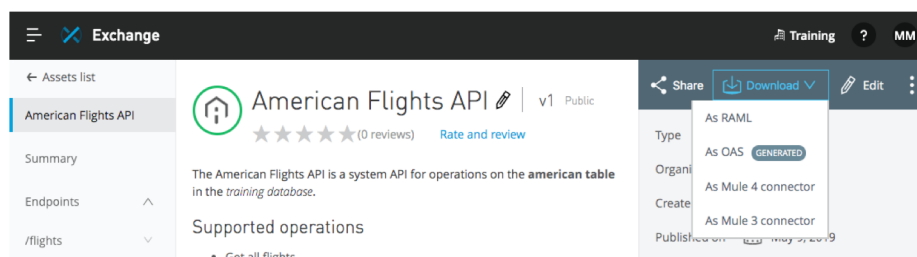 Exchange
Training ? MM
← Assets list
American Flights API
Summary
Endpoints
/flights
American Flights API v1 Public
(0 reviews) Rate and review
The American Flights API is a system API for operations on the american table
in the training database.
Supported operations
• Get all flights
Share Download Edit
As RAML
As OAS GENERATED
As Mule 4 connector
As Mule 3 connector
Type
Organi
Create
Published on May 9, 2019